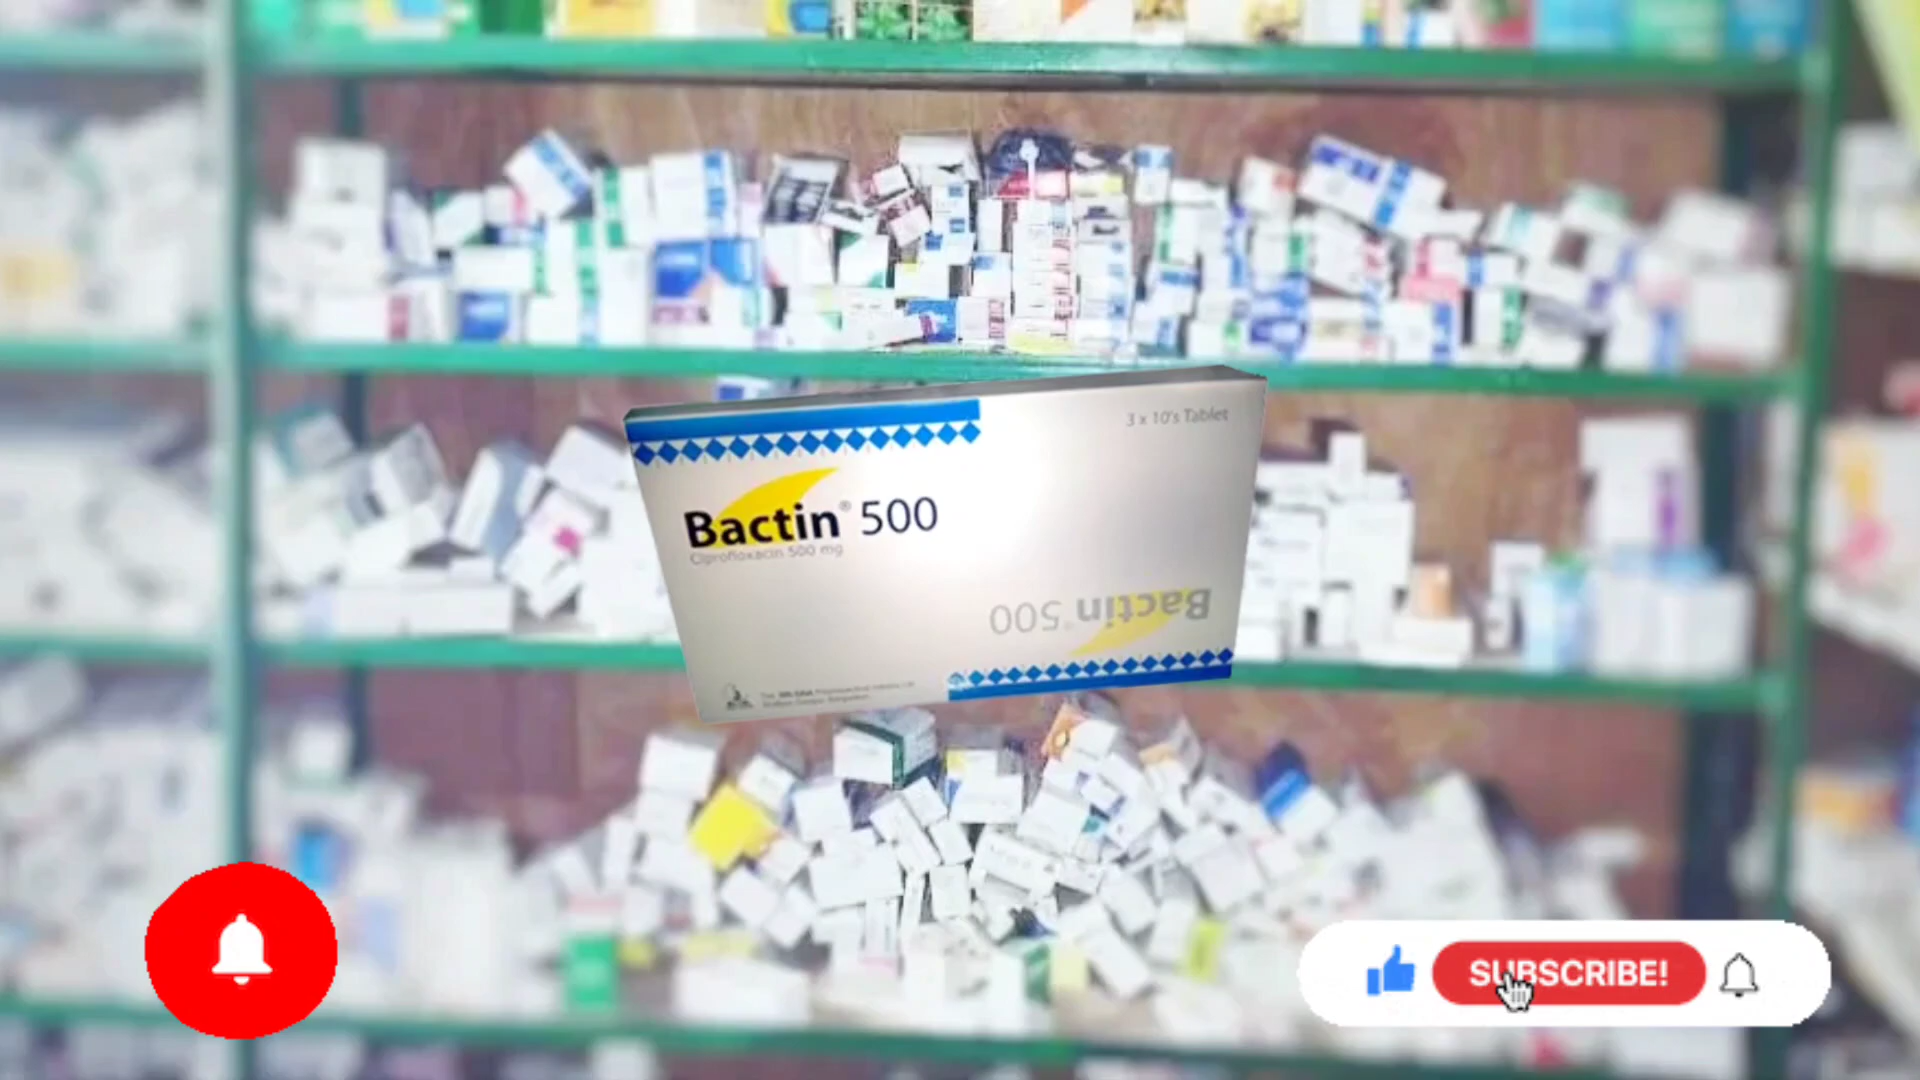 3 x 10's Tablet
Bactin® 500
Ciprofloxacin 500 mg
Bactin® 500
SUBSCRIBE!